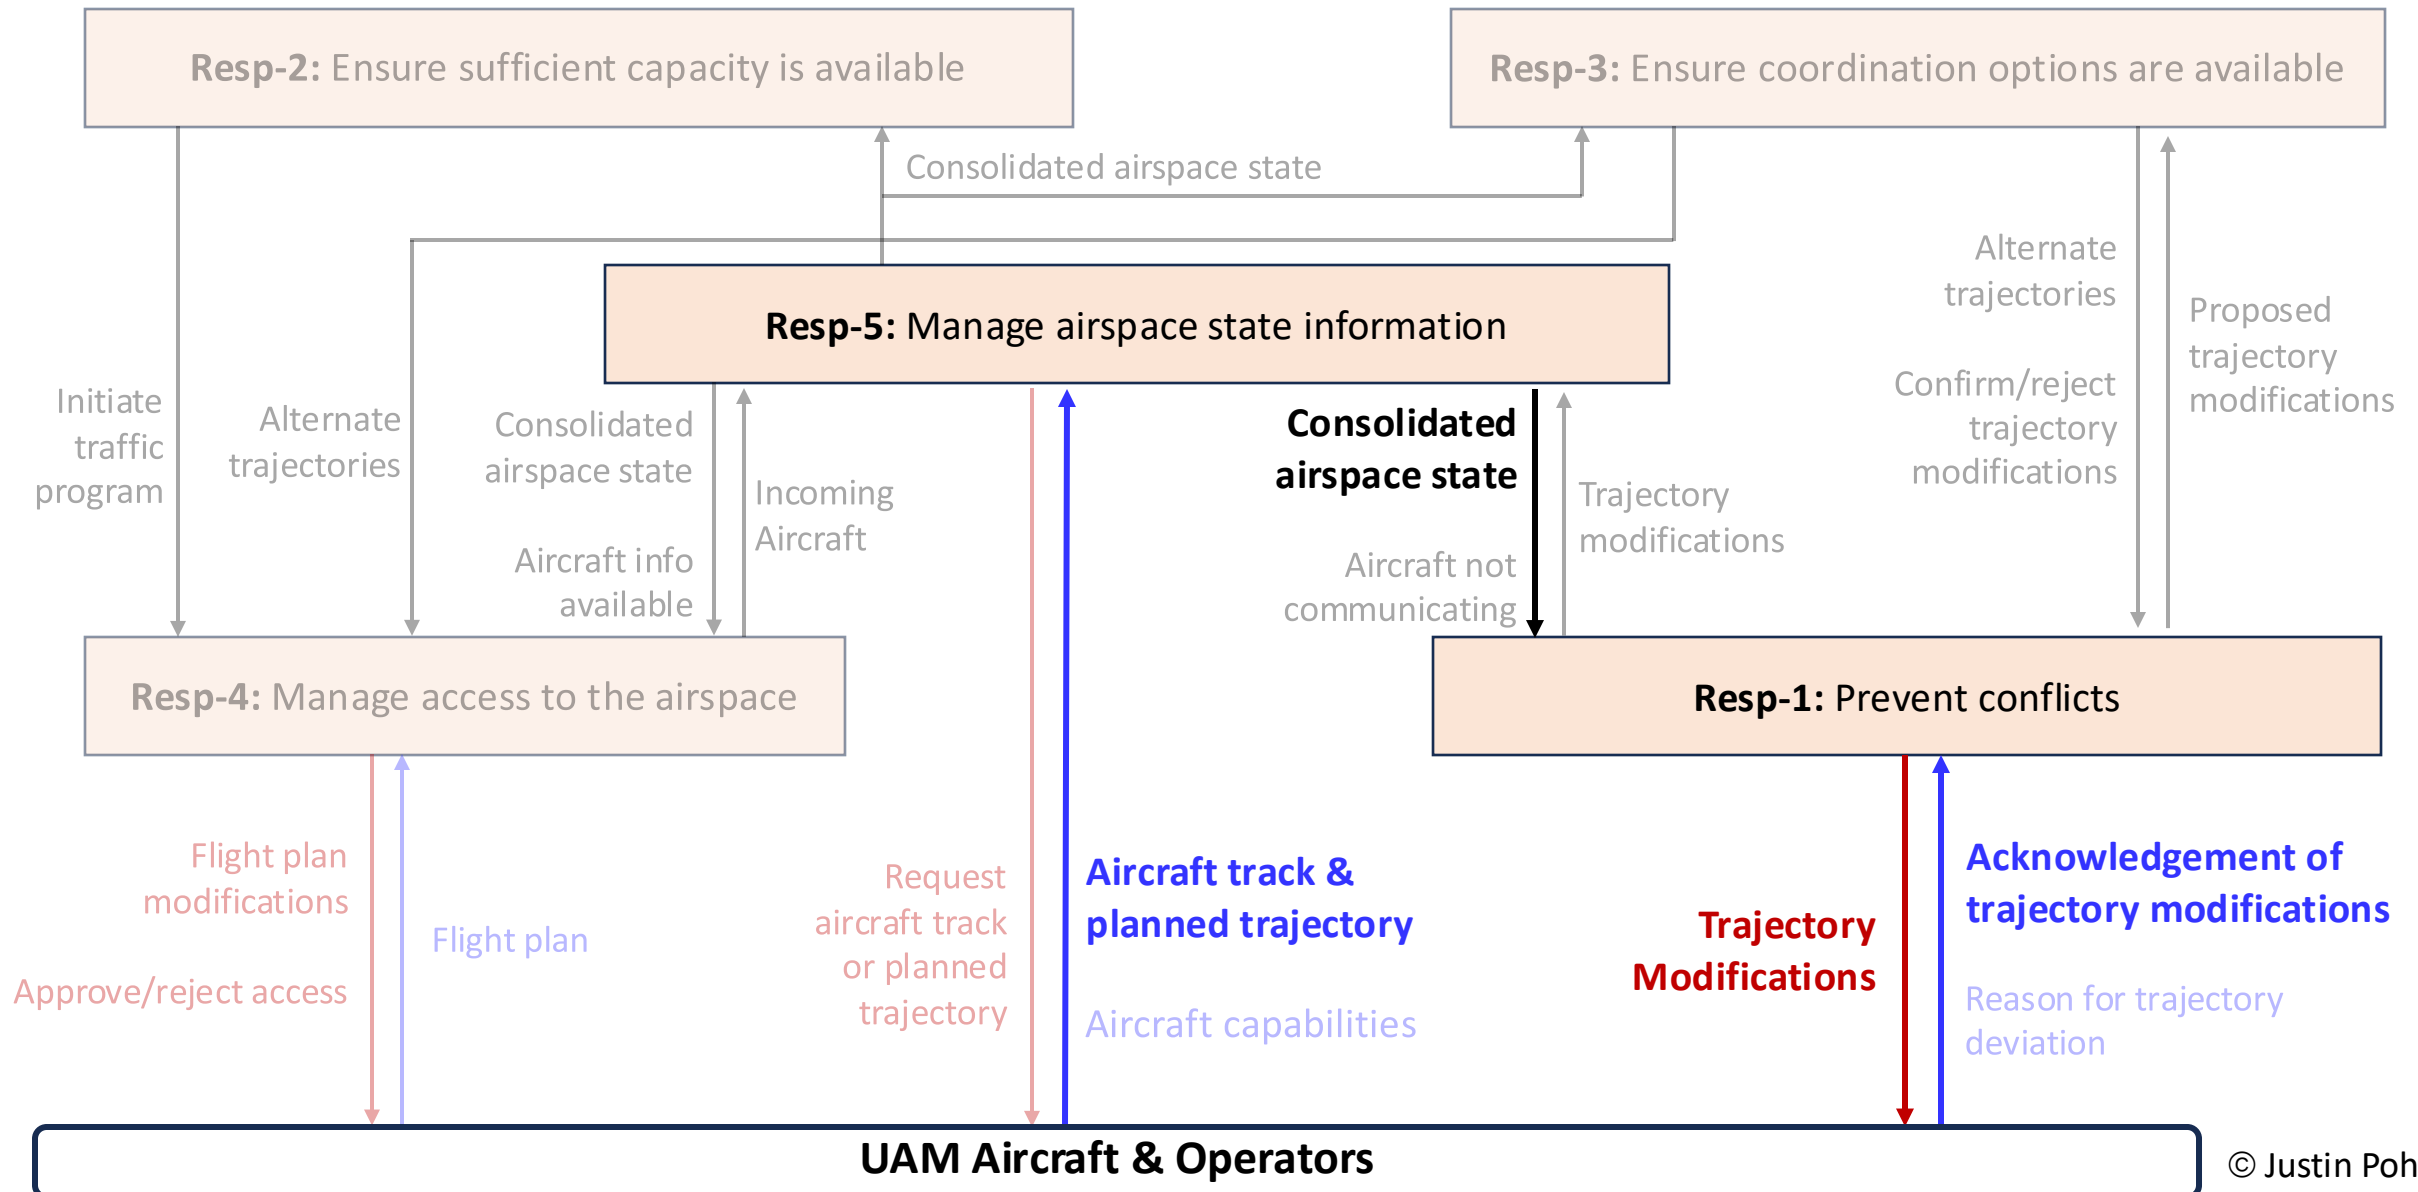 Resp-2: Ensure sufficient capacity is available
Resp-3: Ensure coordination options are available
Consolidated airspace state
Alternate
trajectories
Confirm/reject
trajectory
modifications
Proposed
trajectory
modifications
Resp-5: Manage airspace state information
Initiate
traffic
program
Alternate
trajectories
Consolidated
airspace state
Aircraft info
available
Incoming
Aircraft
Consolidated
airspace state
Aircraft not
communicating
Trajectory
modifications
Resp-4: Manage access to the airspace
Resp-1: Prevent conflicts
Flight plan
modifications
Approve/reject access
Flight plan
Request
aircraft track
or planned
trajectory
Aircraft track &
planned trajectory
Aircraft capabilities
Trajectory
Modifications
Acknowledgement of
trajectory modifications
Reason for trajectory
deviation
UAM Aircraft & Operators
© Justin Poh